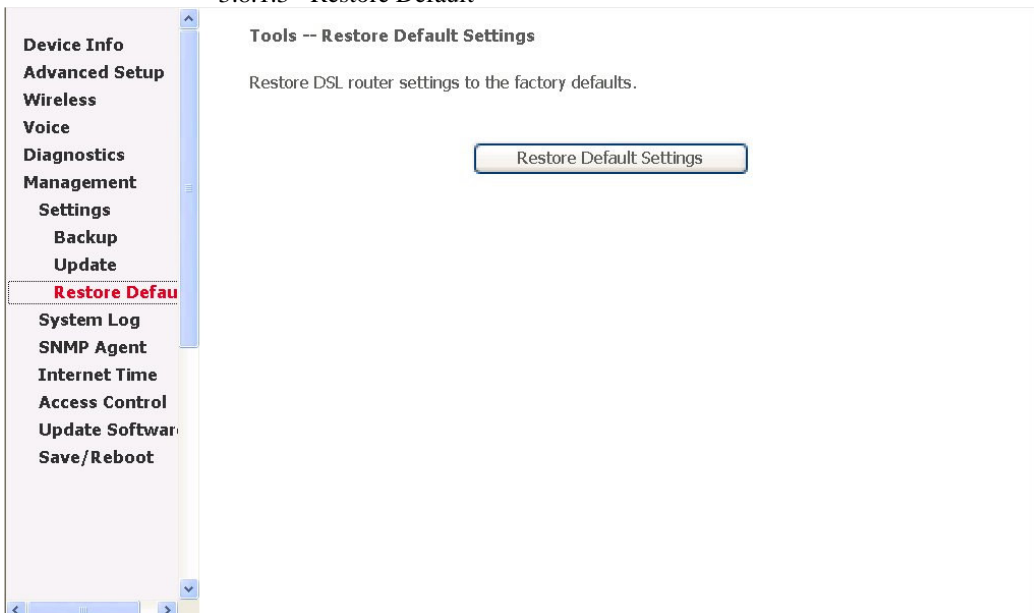 Restore Default
Device Info
Advanced Setup
Wireless
Voice
Diagnostics
Management
Settings
Backup
Update
Restore Defau
System Log
SNMP Agent
Internet Time
Access Control
Update Softwar
Save/Reboot
Tools -- Restore Default Settings
Restore DSL router settings to the factory defaults.
Restore Default Settings